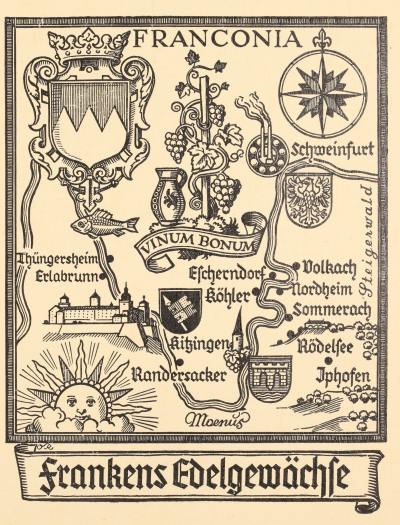 FRANCONIA
Schweinfurt
Steigerwald
VINUM BONUM
Thüngersheim
Erlabrunn
Escherndorf
Köhler
Volkach
Nordheim
Sommerach
Kitzingen
Rödelsee
Randersacker
Iphofen
Moenus
Frankens Edelgewächse